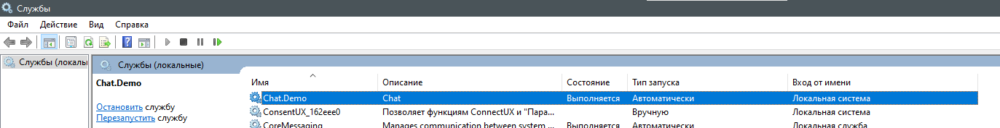 Службы
Файл Действие Вид Справка
Службы (локалы
Службы (локальные)
Chat.Demo
Остановить службу
Перезапустить службу
Имя Описание Состояние Тип запуска Вход от имени
Chat.Demo Chat Выполняется Автоматически Локальная система
ConsentUX_162eee0 Позволяет функциям ConnectUX и "Пара... Вручную Локальная система
CoreMessaging Manages communication between system ... Выполняется Автоматически Локальная служба